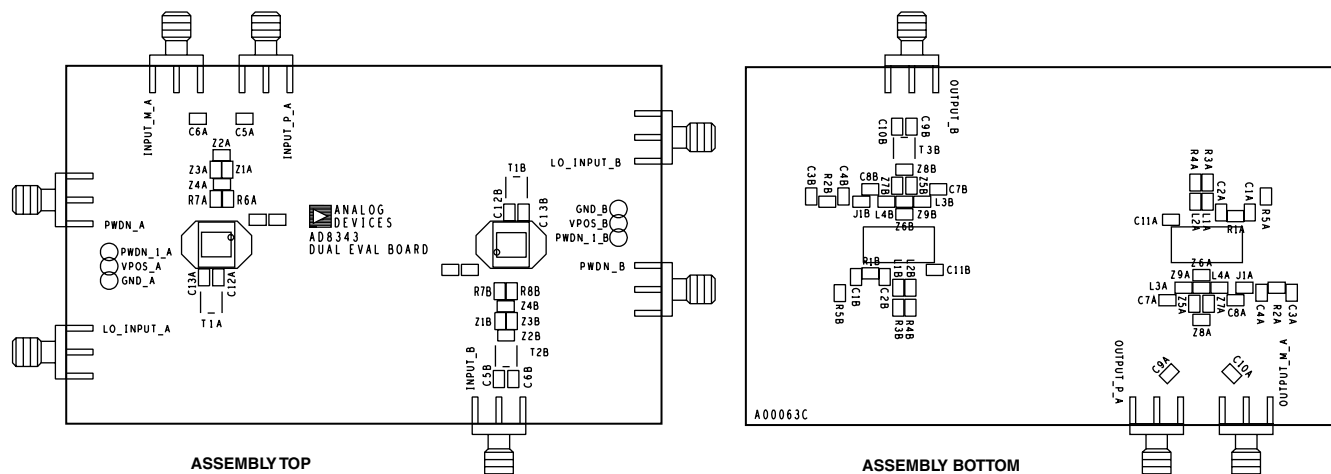 INPUT_M_A
INPUT_P_A
C6A
C5A
Z2A
Z3A
Z1A
Z4A
R7A
R6A
PWDN_A
PWDN_1_A
VPOS_A
GND_A
C13A
C12A
T1A
LO_INPUT_A
ANALOG
DEVICES
AD8343
DUAL EVAL BOARD
LO_INPUT_B
T1B
C12B
C13B
GND_B
VPOS_B
PWDN_1_B
PWDN_B
R7B
R8B
Z4B
Z1B
Z3B
Z2B
T2B
INPUT_B
C5B
C6B
ASSEMBLY TOP
OUTPUT_B
C10B
C9B
T3B
Z8B
C3B
R2B
C4B
C8B
Z7B
Z5B
C7B
J1B
L4B
L3B
Z9B
Z6B
R1B
L1B
L2B
C11B
C1B
C2B
R5B
R3B
R4B
R4A
R3A
C2A
C1A
R5A
C11A
L2A
L1A
R1A
Z6A
Z9A
L4A
J1A
L3A
C7A
Z5A
Z7A
C8A
C4A
R2A
C3A
Z8A
OUTPUT_P_A
C9A
C10A
OUTPUT_M_A
A00063C
ASSEMBLY BOTTOM